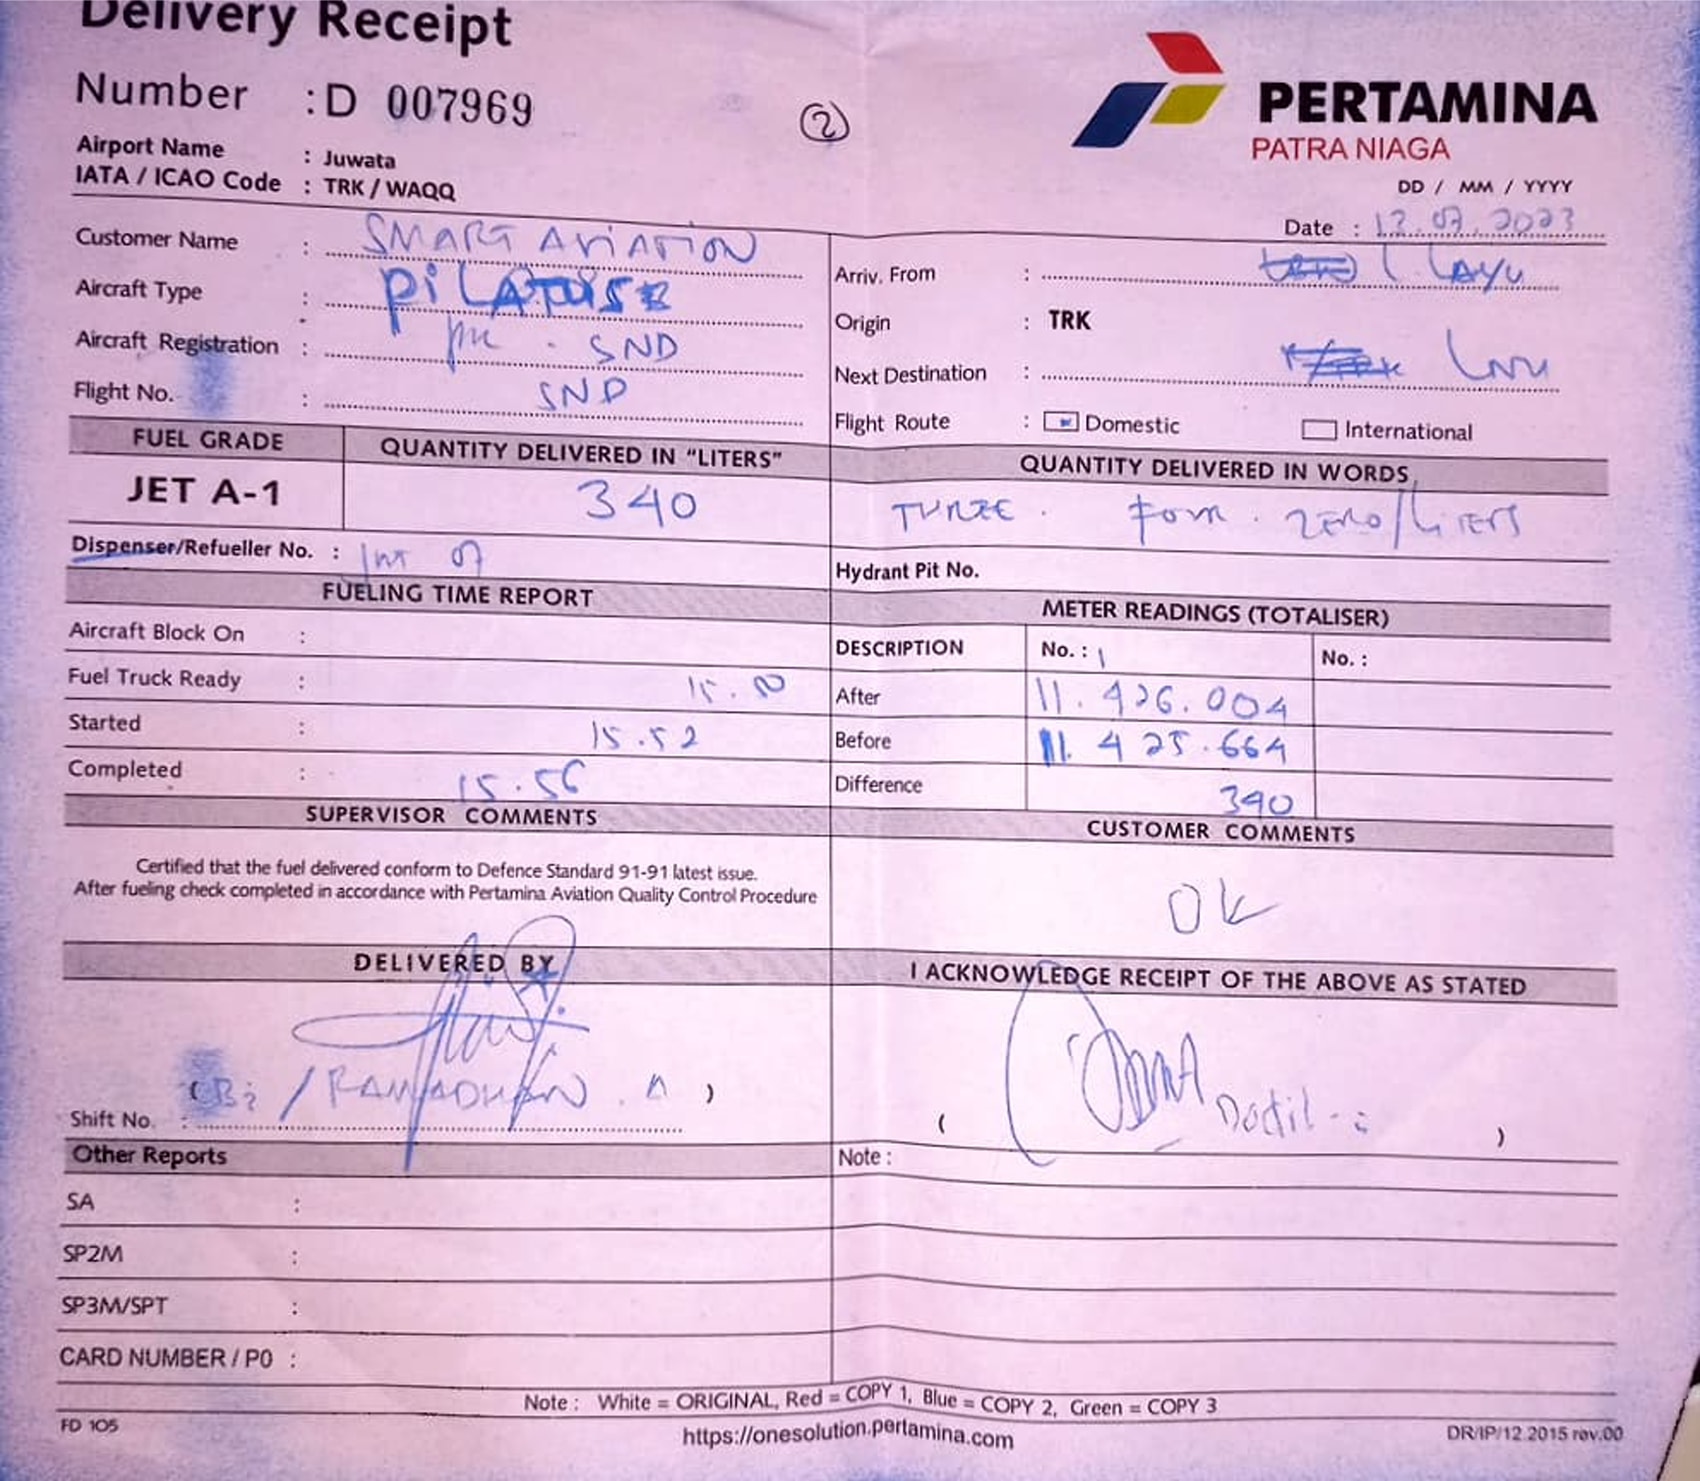 Delivery Receipt
Number : D 007969
②
PERTAMINA
PATRA NIAGA
Airport Name : Juwata
IATA / ICAO Code : TRK / WAQQ
DD / MM / YYYY
Date : 12.07.2023
Customer Name : SMART AVIATION
Aircraft Type : PILATUS
Aircraft Registration : PK - SND
Flight No. : SND
Arriv. From : L. LAYU
Origin : TRK
Next Destination :
Flight Route : Domestic International
FUEL GRADE QUANTITY DELIVERED IN "LITERS" QUANTITY DELIVERED IN WORDS
JET A-1 340 THREE . FOUR . ZERO / LITERS
Dispenser/Refueller No. : INT 07
Hydrant Pit No.
FUELING TIME REPORT
Aircraft Block On :
Fuel Truck Ready : 15.50
Started : 15.52
Completed : 15.56
METER READINGS (TOTALISER)
DESCRIPTION No. : 1 No. :
After 11.426.004
Before 11.425.664
Difference 340
SUPERVISOR COMMENTS
Certified that the fuel delivered conform to Defence Standard 91-91 latest issue.
After fueling check completed in accordance with Pertamina Aviation Quality Control Procedure
CUSTOMER COMMENTS
OK
DELIVERED BY
/ RAMADHAN . A )
Shift No. :
I ACKNOWLEDGE RECEIPT OF THE ABOVE AS STATED
( )
Other Reports
SA :
SP2M :
SP3M/SPT :
CARD NUMBER / PO :
Note :
Note : White = ORIGINAL, Red = COPY 1, Blue = COPY 2, Green = COPY 3
FD 105
https://onesolution.pertamina.com
DR/IP/12.2015 rev.00